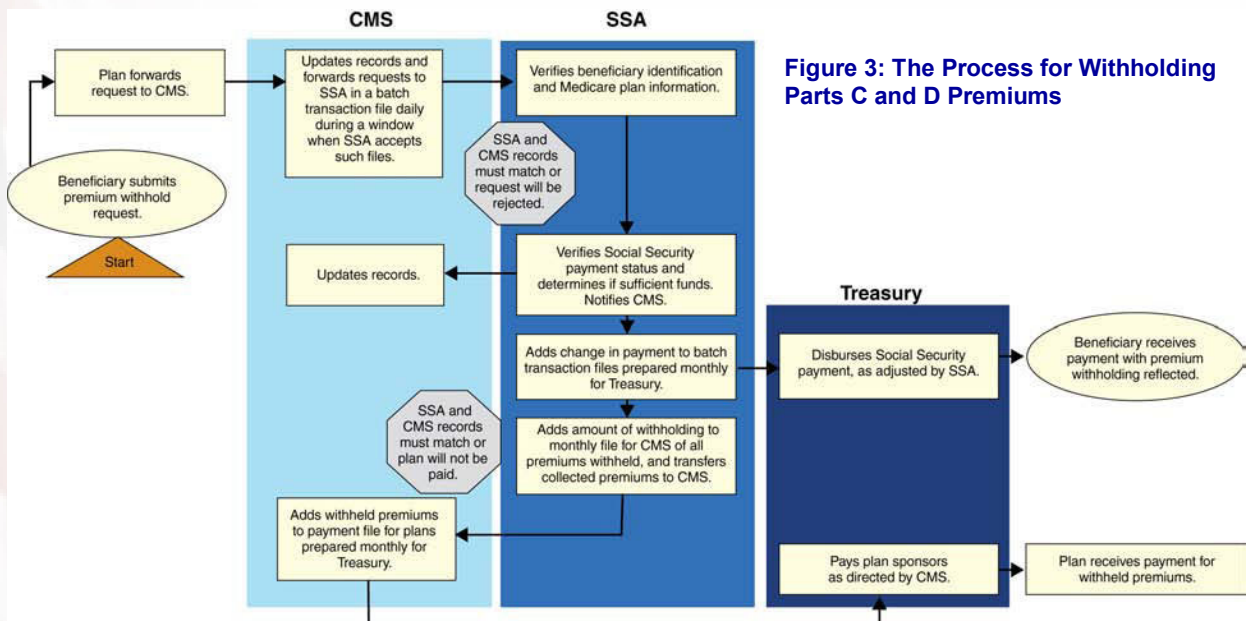 CMS
SSA
Figure 3: The Process for Withholding
Parts C and D Premiums
Plan forwards
request to CMS.
Updates records and
forwards requests to
SSA in a batch
transaction file daily
during a window
when SSA accepts
such files.
Verifies beneficiary identification
and Medicare plan information.
SSA and
CMS records
must match or
request will be
rejected.
Beneficiary submits
premium withhold
request.
Start
Updates records.
Verifies Social Security
payment status and
determines if sufficient funds.
Notifies CMS.
Treasury
Adds change in payment to batch
transaction files prepared monthly
for Treasury.
Disburses Social Security
payment, as adjusted by SSA.
Beneficiary receives
payment with premium
withholding reflected.
SSA and
CMS records
must match or
plan will not be
paid.
Adds amount of withholding to
monthly file for CMS of all
premiums withheld, and transfers
collected premiums to CMS.
Adds withheld premiums
to payment file for plans
prepared monthly for
Treasury.
Pays plan sponsors
as directed by CMS.
Plan receives payment for
withheld premiums.